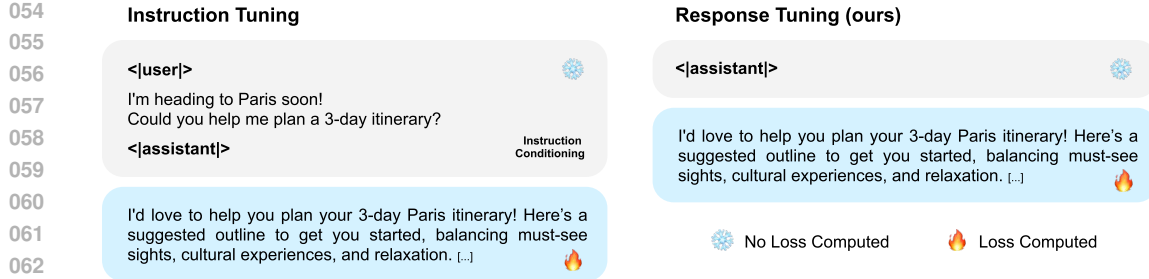 054
055
056
057
058
059
060
061
062
Instruction Tuning
<|user|>
I'm heading to Paris soon!
Could you help me plan a 3-day itinerary?
<|assistant|>
Instruction
Conditioning
I'd love to help you plan your 3-day Paris itinerary! Here's a
suggested outline to get you started, balancing must-see
sights, cultural experiences, and relaxation. [...]
Response Tuning (ours)
<|assistant|>
I'd love to help you plan your 3-day Paris itinerary! Here's a
suggested outline to get you started, balancing must-see
sights, cultural experiences, and relaxation. [...]
No Loss Computed
Loss Computed